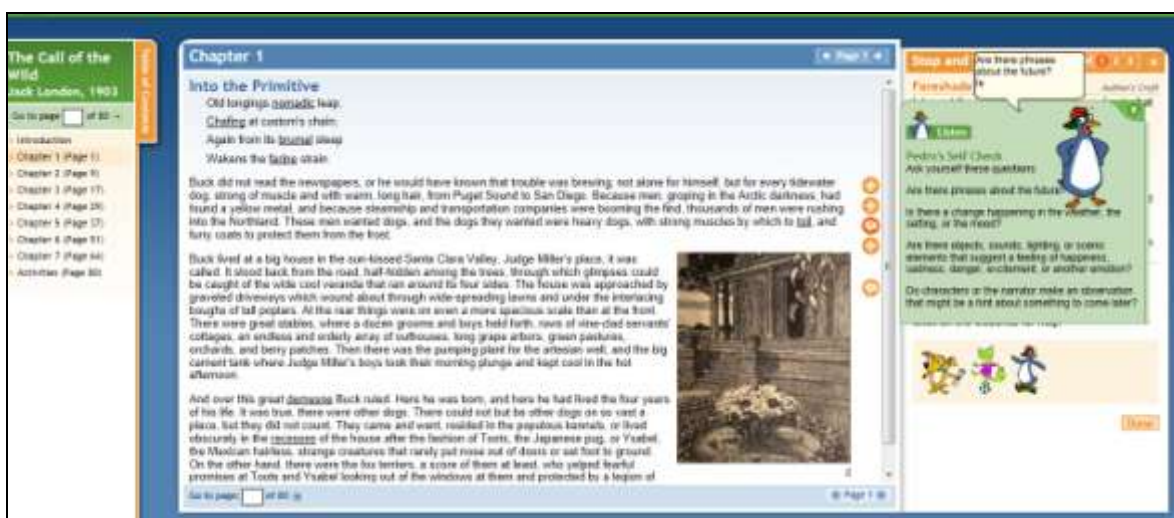 The Call of the
Wild
Jack London, 1903
Go to page of 80
Introduction
Chapter 1 (Page 1)
Chapter 2 (Page 9)
Chapter 3 (Page 17)
Chapter 4 (Page 29)
Chapter 5 (Page 37)
Chapter 6 (Page 51)
Chapter 7 (Page 64)
Activities (Page 80)
Table of Contents
Chapter 1
Page 1
Into the Primitive
Old longings nomadic leap,
Chafing at custom's chain;
Again from its brumal sleep
Wakens the ferine strain.
Buck did not read the newspapers, or he would have known that trouble was brewing, not alone for himself, but for every tidewater
dog, strong of muscle and with warm, long hair, from Puget Sound to San Diego. Because men, groping in the Arctic darkness, had
found a yellow metal, and because steamship and transportation companies were booming the find, thousands of men were rushing
into the Northland. These men wanted dogs, and the dogs they wanted were heavy dogs, with strong muscles by which to toil, and
furry coats to protect them from the frost.
Buck lived at a big house in the sun-kissed Santa Clara Valley. Judge Miller's place, it was
called. It stood back from the road, half-hidden among the trees, through which glimpses could
be caught of the wide cool veranda that ran around its four sides. The house was approached by
graveled driveways which wound about through wide-spreading lawns and under the interlacing
boughs of tall poplars. At the rear things were on even a more spacious scale than at the front.
There were great stables, where a dozen grooms and boys held forth, rows of vine-clad servants'
cottages, an endless and orderly array of outhouses, long grape arbors, green pastures,
orchards, and berry patches. Then there was the pumping plant for the artesian well, and the big
cement tank where Judge Miller's boys took their morning plunge and kept cool in the hot
afternoon.
And over this great demesne Buck ruled. Here he was born, and here he had lived the four years
of his life. It was true, there were other dogs. There could not but be other dogs on so vast a
place, but they did not count. They came and went, resided in the populous kennels, or lived
obscurely in the recesses of the house after the fashion of Toots, the Japanese pug, or Ysabel,
the Mexican hairless, strange creatures that rarely put nose out of doors or set foot to ground.
On the other hand, there were the fox terriers, a score of them at least, who yelped fearful
promises at Toots and Ysabel looking out of the windows at them and protected by a legion of
Go to page: of 80
Page 1
Stop and
Are there phrases
about the future?
Foreshado
Author's Craft
Listen
Pedro's Self Check
Ask yourself these questions:
Are there phrases about the future
Is there a change happening in the weather, the
setting, or the mood?
Are there objects, sounds, lighting, or scenic
elements that suggest a feeling of happiness,
sadness, danger, excitement, or another emotion?
Do characters or the narrator make an observation
that might be a hint about something to come later?
Done